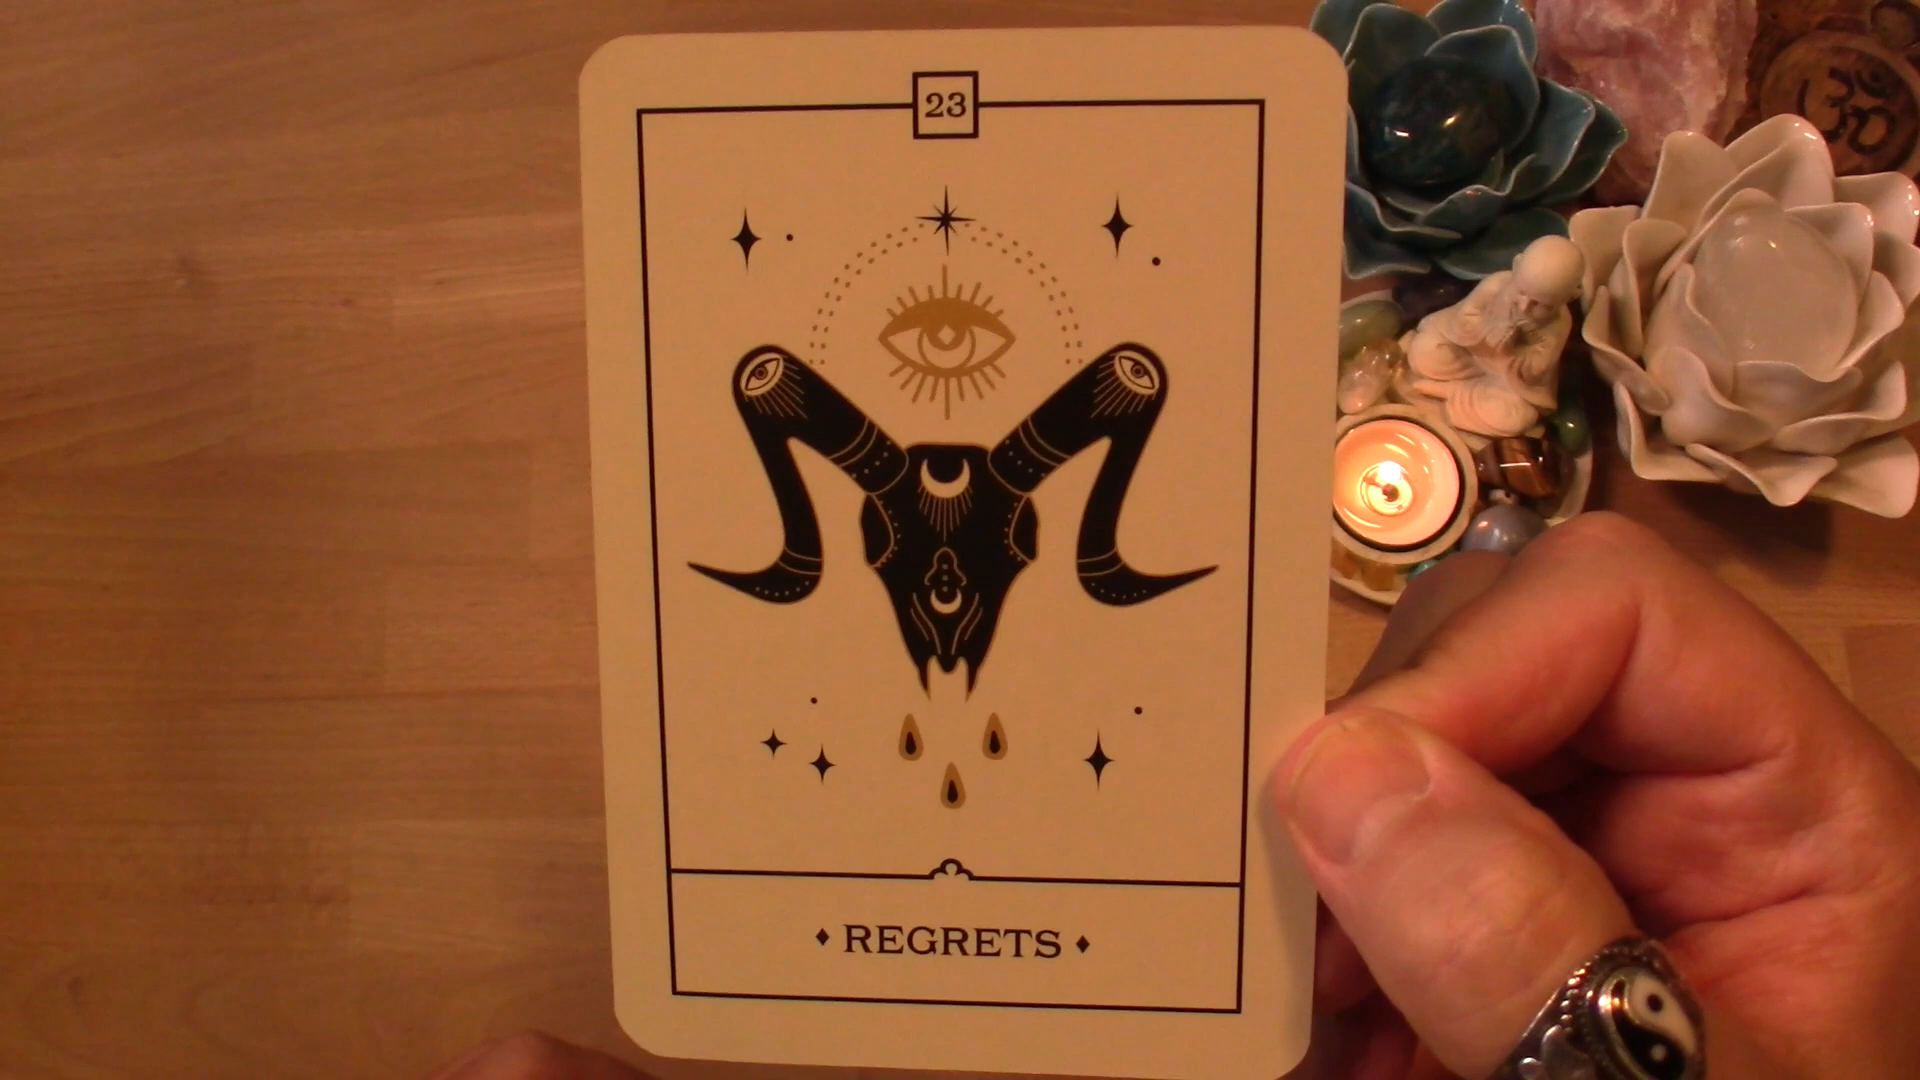 23
♦ REGRETS ♦
ॐ